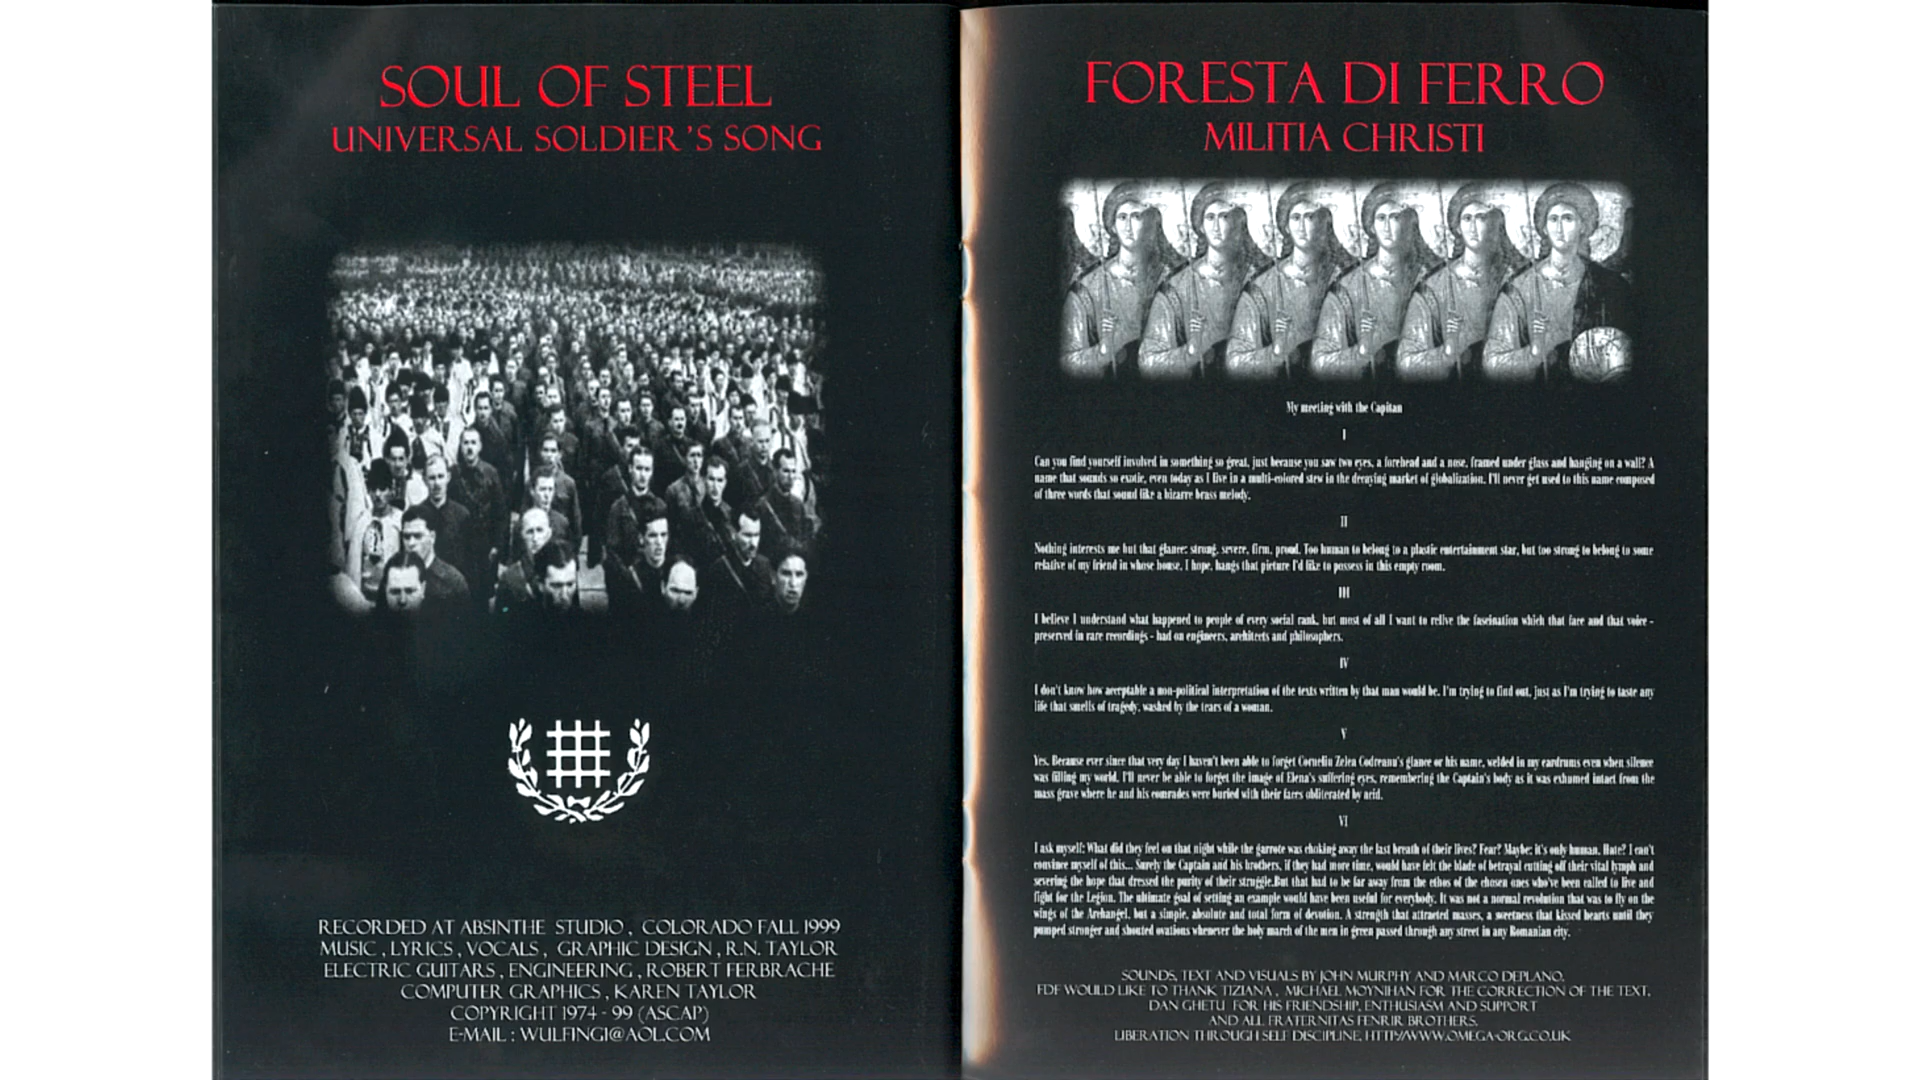 SOUL OF STEEL
UNIVERSAL SOLDIER'S SONG
RECORDED AT ABSINTHE STUDIO, COLORADO FALL 1999
MUSIC, LYRICS, VOCALS, GRAPHIC DESIGN, R.N. TAYLOR
ELECTRIC GUITARS, ENGINEERING, ROBERT FERBRACHE
COMPUTER GRAPHICS, KAREN TAYLOR
COPYRIGHT 1974 - 99 (ASCAP)
E-MAIL : WULFINGI@AOL.COM
FORESTA DI FERRO
MILITIA CHRISTI
My meeting with the Capitan
I
Can you find yourself involved in something so great, just because you saw two eyes, a forehead and a nose, framed under glass and hanging on a wall? A
name that sounds so exotic, even today as I live in a multi-colored stew in the decaying market of globalization. I'll never get used to this name composed
of three words that sound like a bizarre brass melody.
II
Nothing interests me but that glance: strong, severe, firm, proud. Too human to belong to a plastic entertainment star, but too strong to belong to some
relative of my friend in whose house, I hope, hangs that picture I'd like to possess in this empty room.
III
I believe I understand what happened to people of every social rank, but most of all I want to relive the fascination which that face and that voice -
preserved in rare recordings - had on engineers, architects and philosophers.
IV
I don't know how acceptable a non-political interpretation of the texts written by that man would be. I'm trying to find out, just as I'm trying to taste any
life that smells of tragedy, washed by the tears of a woman.
V
Yes. Because ever since that very day I haven't been able to forget Corneliu Zelea Codreanu's glance or his name, welded in my eardrums even when silence
was filling my world. I'll never be able to forget the image of Elena's suffering eyes, remembering the Captain's body as it was exhumed intact from the
mass grave where he and his comrades were buried with their faces obliterated by acid.
VI
I ask myself: What did they feel on that night while the garrote was choking away the last breath of their lives? Fear? Maybe; it's only human. Hate? I can't
convince myself of this... Surely the Captain and his brothers, if they had more time, would have felt the blade of betrayal cutting off their vital lymph and
severing the hope that dressed the purity of their struggle.But that had to be far away from the ethos of the chosen ones who've been called to live and
fight for the Legion. The ultimate goal of setting an example would have been useful for everybody. It was not a normal revolution that was to fly on the
wings of the Archangel, but a simple, absolute and total form of devotion. A strength that attracted masses, a sweetness that kissed hearts until they
pumped stronger and shouted ovations whenever the holy march of the men in green passed through any street in any Romanian city.
SOUNDS, TEXT AND VISUALS BY JOHN MURPHY AND MARCO DEPLANO.
FDF WOULD LIKE TO THANK TIZIANA, MICHAEL MOYNIHAN FOR THE CORRECTION OF THE TEXT,
DAN GHETU FOR HIS FRIENDSHIP, ENTHUSIASM AND SUPPORT
AND ALL FRATERNITAS FENRIR BROTHERS.
LIBERATION THROUGH SELF DISCIPLINE, HTTP://WWW.OMEGA-ORG.CO.UK